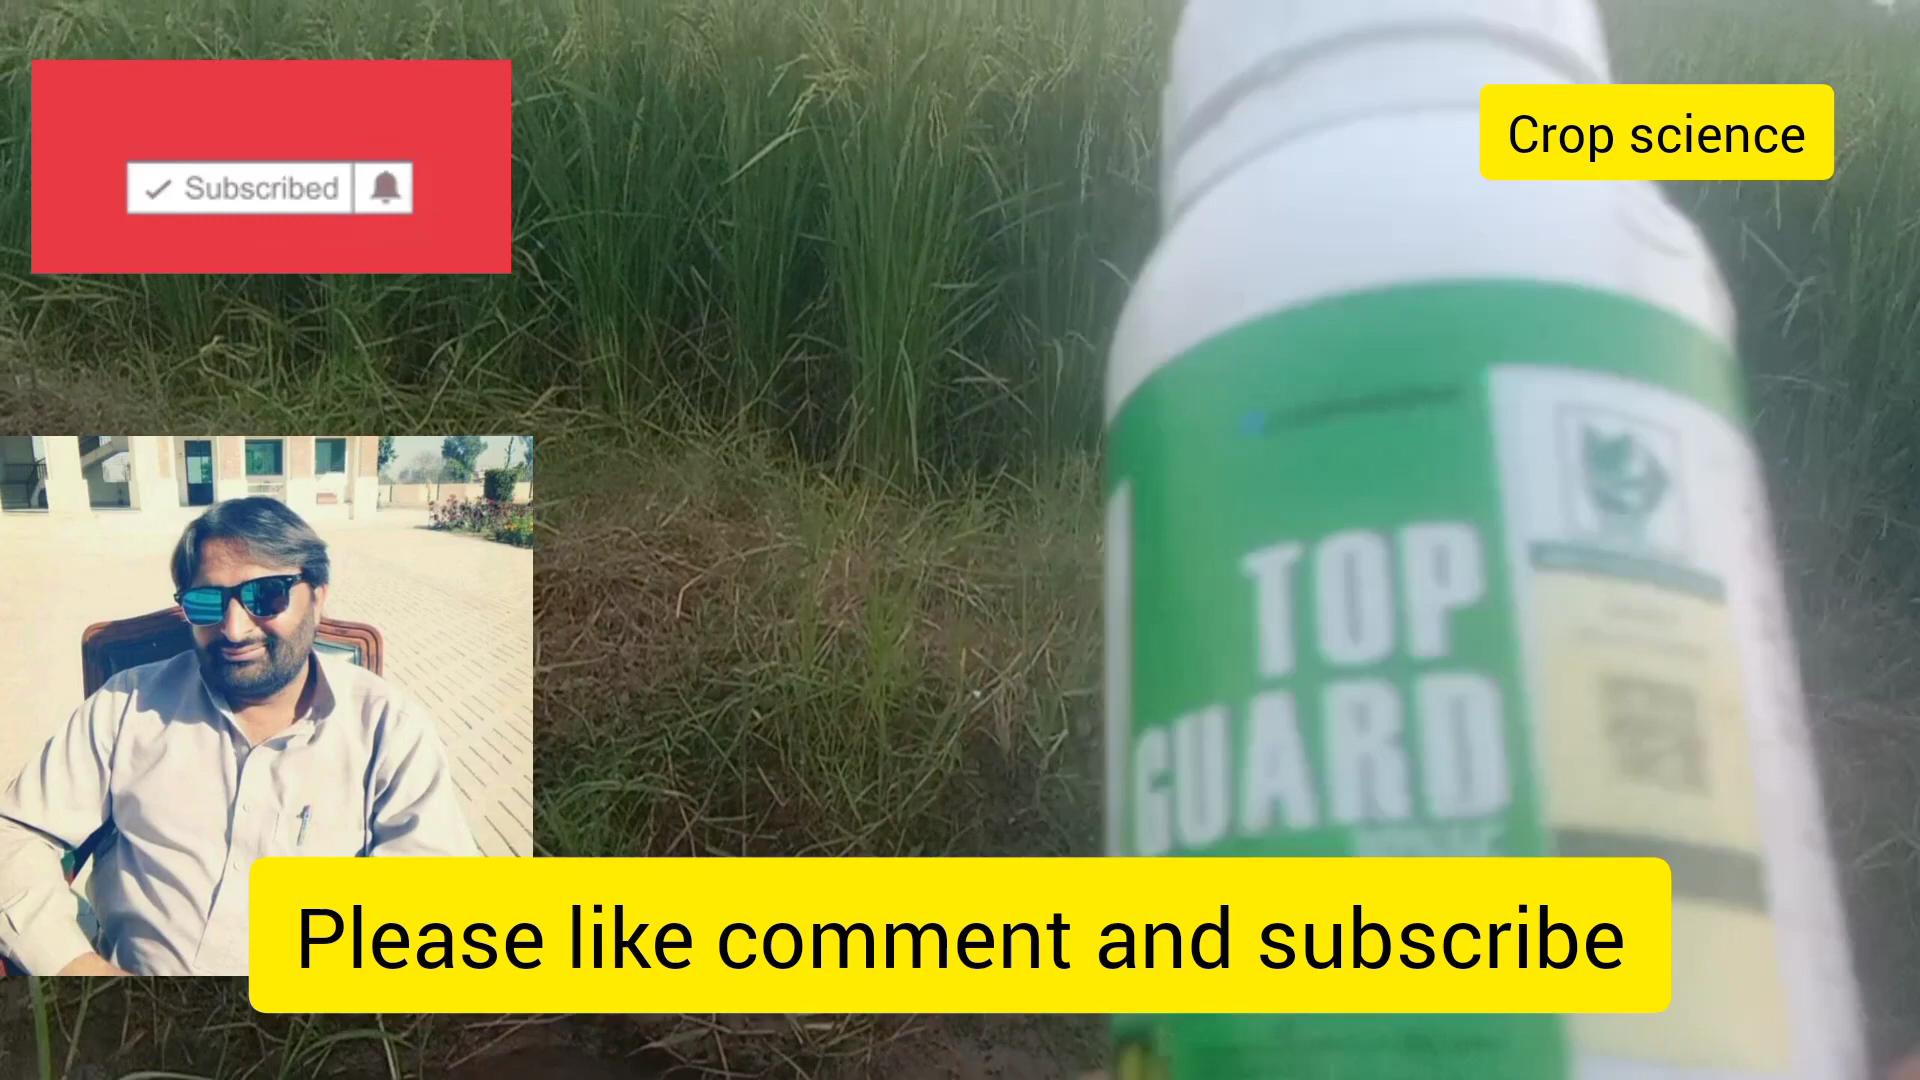 Crop science
Subscribed
TOP
GUARD
Please like comment and subscribe